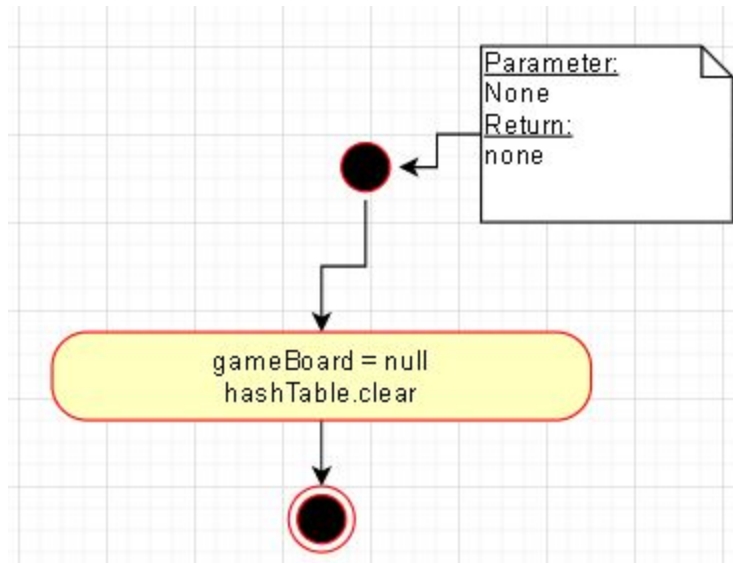 Parameter:
None
Return:
none
gameBoard = null
hashTable.clear